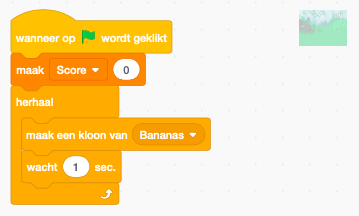 wanneer op wordt geklikt
maak Score 0
herhaal
maak een kloon van Bananas
wacht 1 sec.